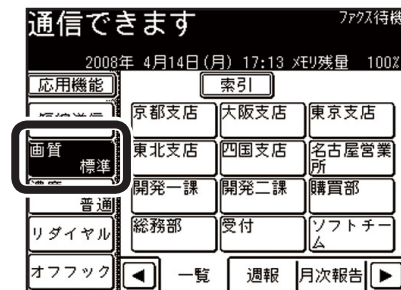 通信できます
ファクス待機
2008年 4月14日(月) 17:13 メモリ残量 100%
応用機能
索引
京都支店 大阪支店 東京支店
画質
標準
東北支店 四国支店 名古屋営業所
普通
開発一課 開発二課 購買部
リダイヤル
総務部 受付 ソフトチーム
オフフック
一覧 週報 月次報告